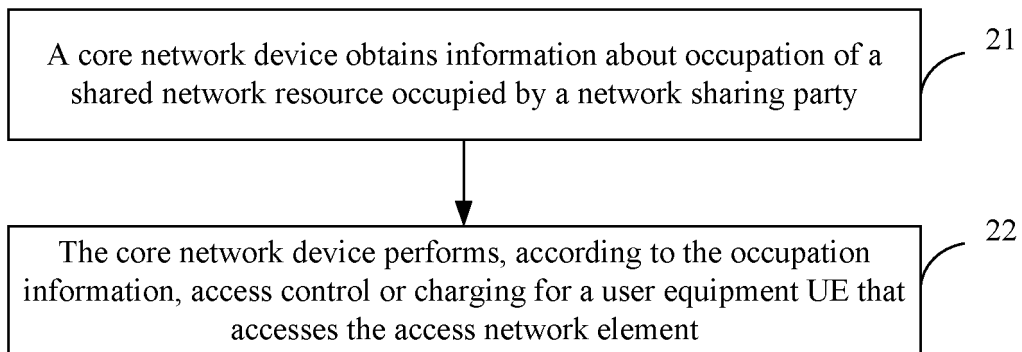 A core network device obtains information about occupation of a
shared network resource occupied by a network sharing party
21
The core network device performs, according to the occupation
information, access control or charging for a user equipment UE that
accesses the access network element
22